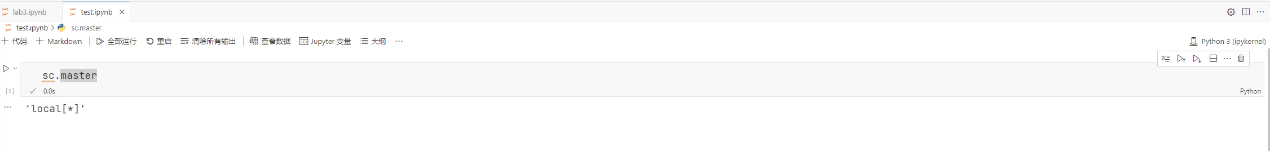 lab3.ipynb test.ipynb
test.ipynb > sc.master
代码 Markdown 全部运行 重启 清除所有输出 查看数据 Jupyter 变量 大纲 ··· Python 3 (ipykernel)
sc.master
[1] 0.0s Python
'local[*]'